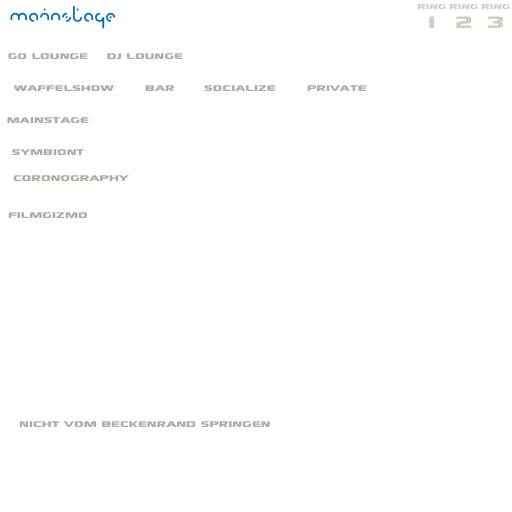 mainstage
RING RING RING
1 2 3
GO LOUNGE DJ LOUNGE
WAFFELSHOW BAR SOCIALIZE PRIVATE
MAINSTAGE
SYMBIONT
CORONOGRAPHY
FILMGIZMO
NICHT VOM BECKENRAND SPRINGEN